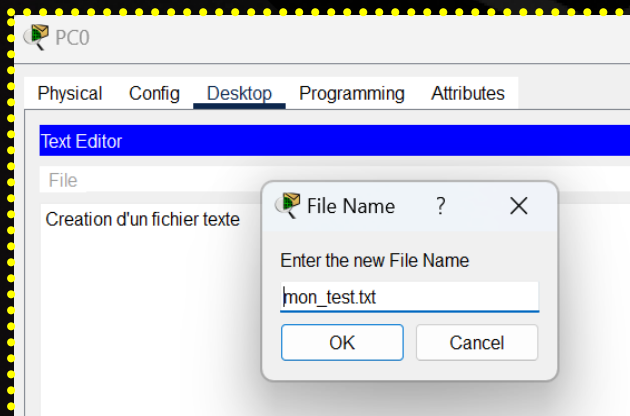 PC0
Physical Config Desktop Programming Attributes
Text Editor
File
Creation d'un fichier texte
File Name ?
Enter the new File Name
mon_test.txt
OK Cancel